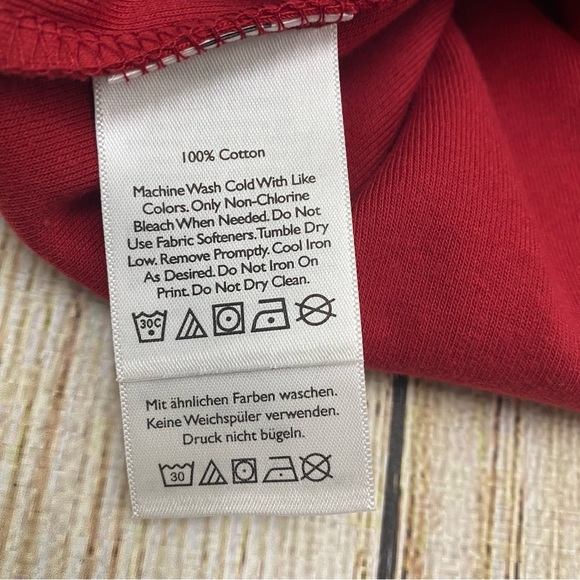 100% Cotton
Machine Wash Cold With Like
Colors. Only Non-Chlorine
Bleach When Needed. Do Not
Use Fabric Softeners. Tumble Dry
Low. Remove Promptly. Cool Iron
As Desired. Do Not Iron On
Print. Do Not Dry Clean.
30C
Mit ähnlichen Farben waschen.
Keine Weichspüler verwenden.
Druck nicht bügeln.
30